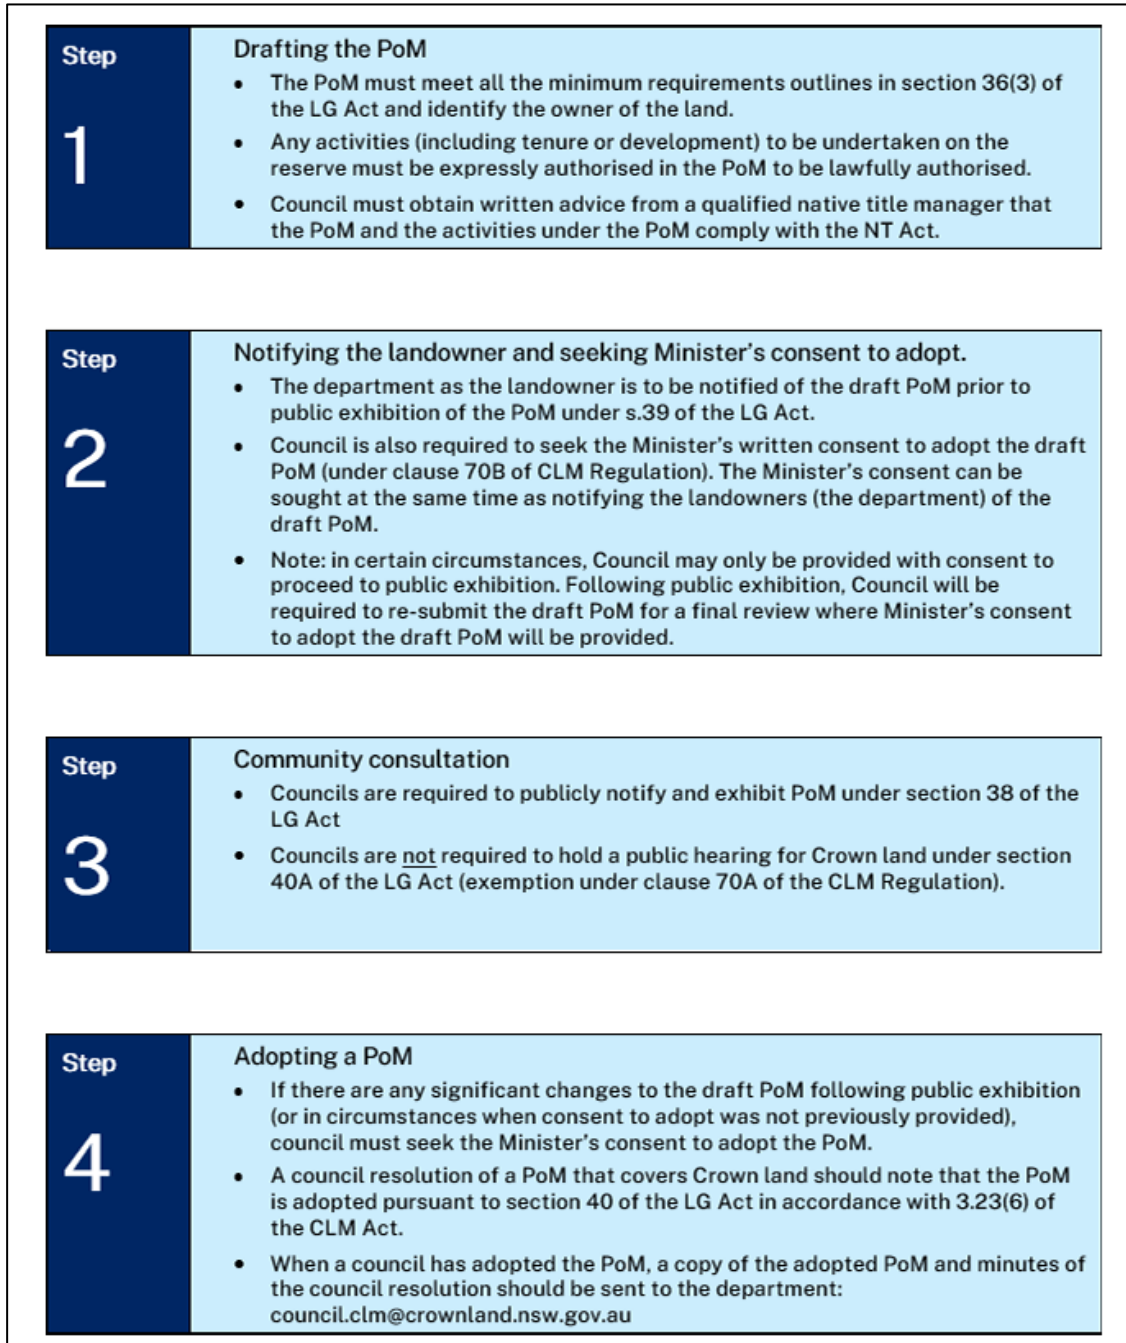 Step
1
Drafting the PoM
• The PoM must meet all the minimum requirements outlines in section 36(3) of
the LG Act and identify the owner of the land.
• Any activities (including tenure or development) to be undertaken on the
reserve must be expressly authorised in the PoM to be lawfully authorised.
• Council must obtain written advice from a qualified native title manager that
the PoM and the activities under the PoM comply with the NT Act.
Step
2
Notifying the landowner and seeking Minister's consent to adopt.
• The department as the landowner is to be notified of the draft PoM prior to
public exhibition of the PoM under s.39 of the LG Act.
• Council is also required to seek the Minister's written consent to adopt the draft
PoM (under clause 70B of CLM Regulation). The Minister's consent can be
sought at the same time as notifying the landowners (the department) of the
draft PoM.
• Note: in certain circumstances, Council may only be provided with consent to
proceed to public exhibition. Following public exhibition, Council will be
required to re-submit the draft PoM for a final review where Minister's consent
to adopt the draft PoM will be provided.
Step
3
Community consultation
• Councils are required to publicly notify and exhibit PoM under section 38 of the
LG Act
• Councils are not required to hold a public hearing for Crown land under section
40A of the LG Act (exemption under clause 70A of the CLM Regulation).
Step
4
Adopting a PoM
• If there are any significant changes to the draft PoM following public exhibition
(or in circumstances when consent to adopt was not previously provided),
council must seek the Minister's consent to adopt the PoM.
• A council resolution of a PoM that covers Crown land should note that the PoM
is adopted pursuant to section 40 of the LG Act in accordance with 3.23(6) of
the CLM Act.
• When a council has adopted the PoM, a copy of the adopted PoM and minutes of
the council resolution should be sent to the department:
council.clm@crownland.nsw.gov.au